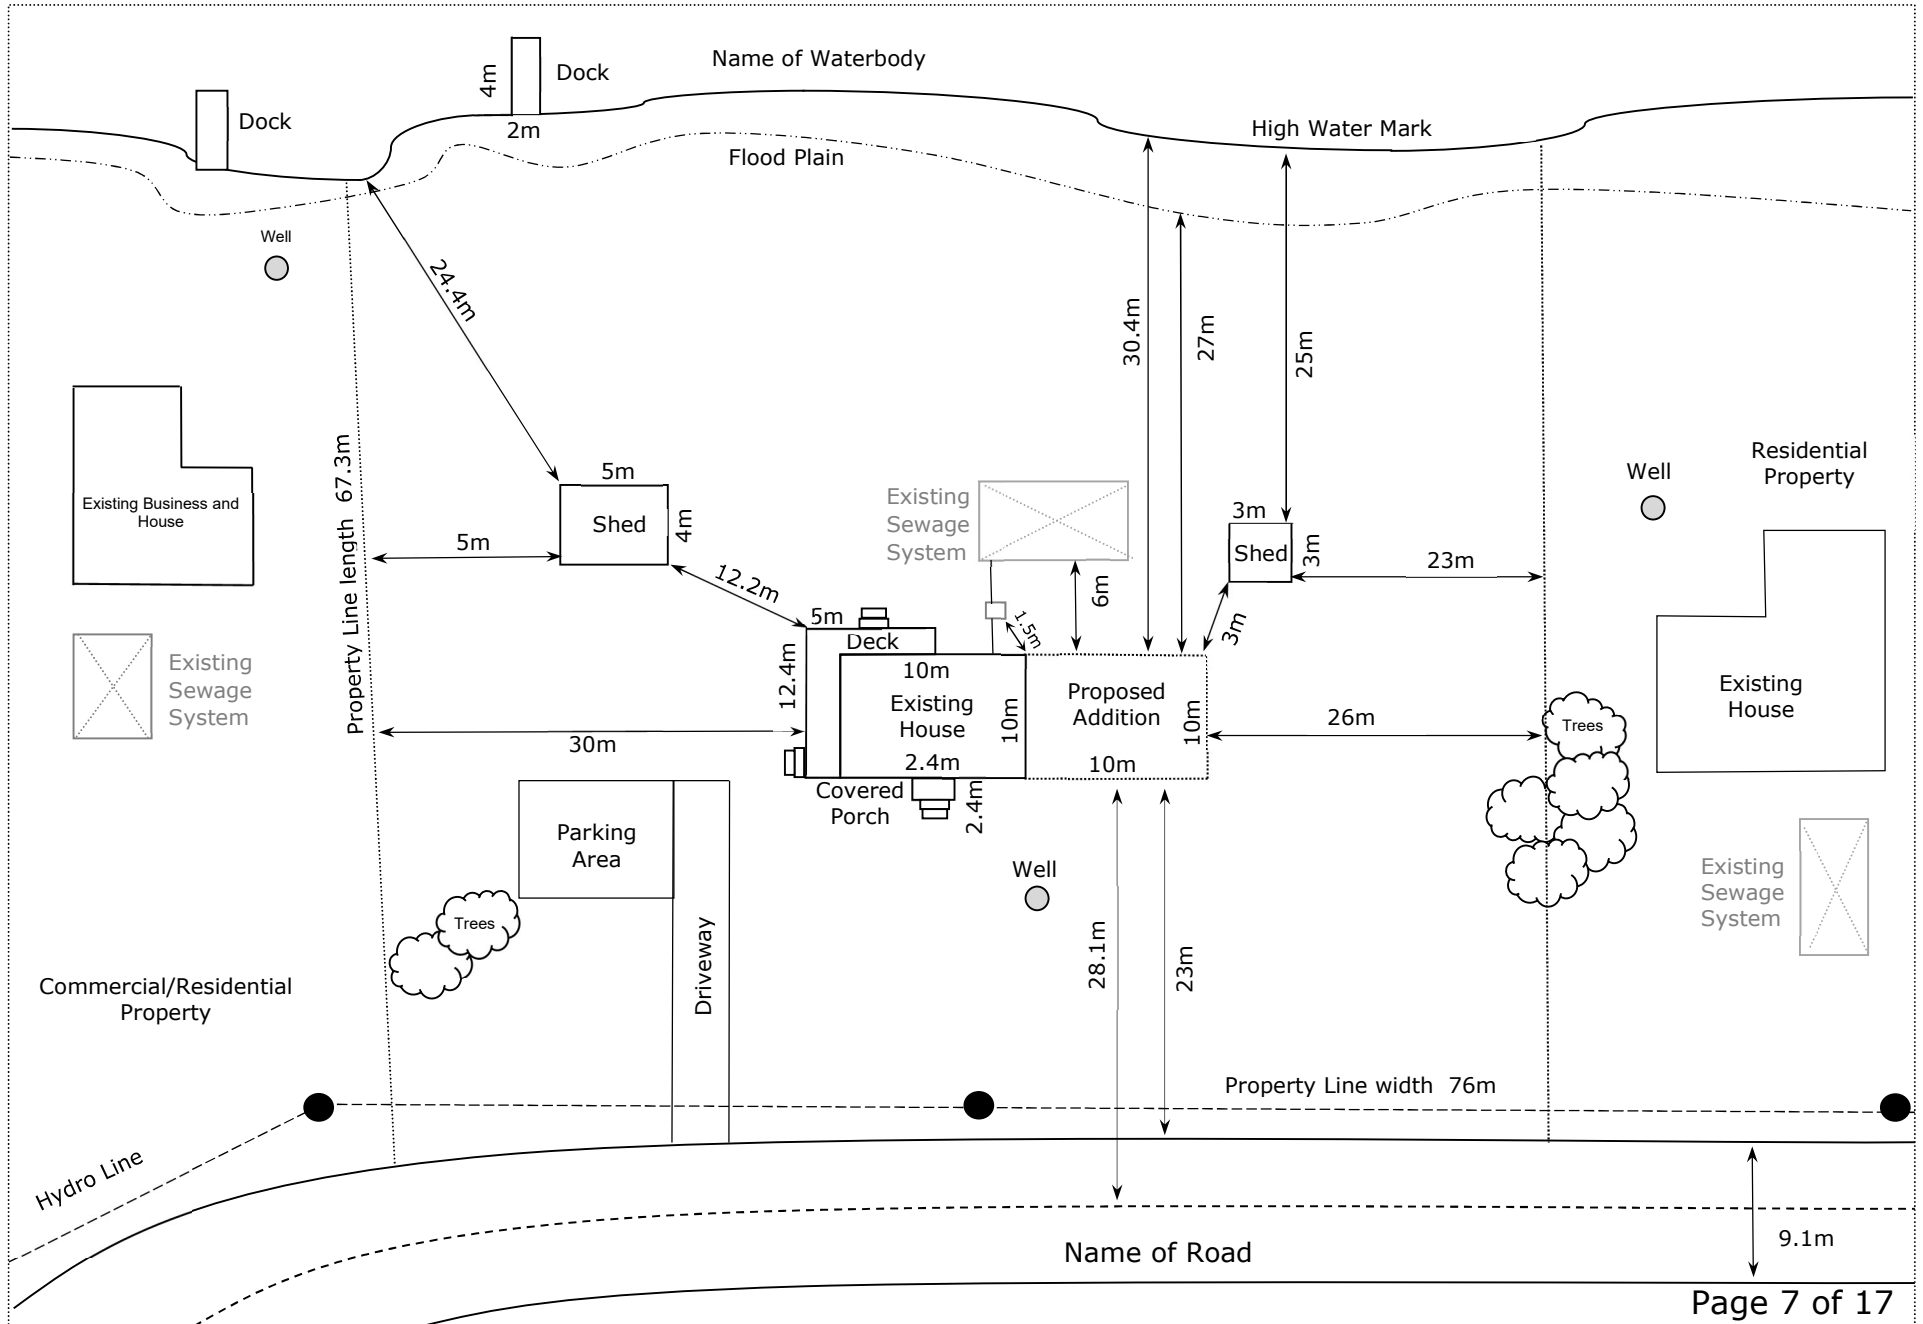 Name of Waterbody
Dock
4m
2m
Dock
High Water Mark
Flood Plain
Well
24.4m
30.4m
27m
25m
Existing Business and
House
Property Line length 67.3m
5m
Shed
4m
5m
12.2m
Existing
Sewage
System
6m
1.5m
3m
Shed
3m
3m
23m
Well
Residential
Property
Existing
Sewage
System
5m
Deck
12.4m
10m
Existing
House
10m
2.4m
Proposed
Addition
10m
10m
30m
26m
Trees
Existing
House
Covered
Porch
2.4m
Parking
Area
Driveway
Trees
Well
28.1m
23m
Existing
Sewage
System
Commercial/Residential
Property
Property Line width 76m
Hydro Line
Name of Road
9.1m
Page 7 of 17